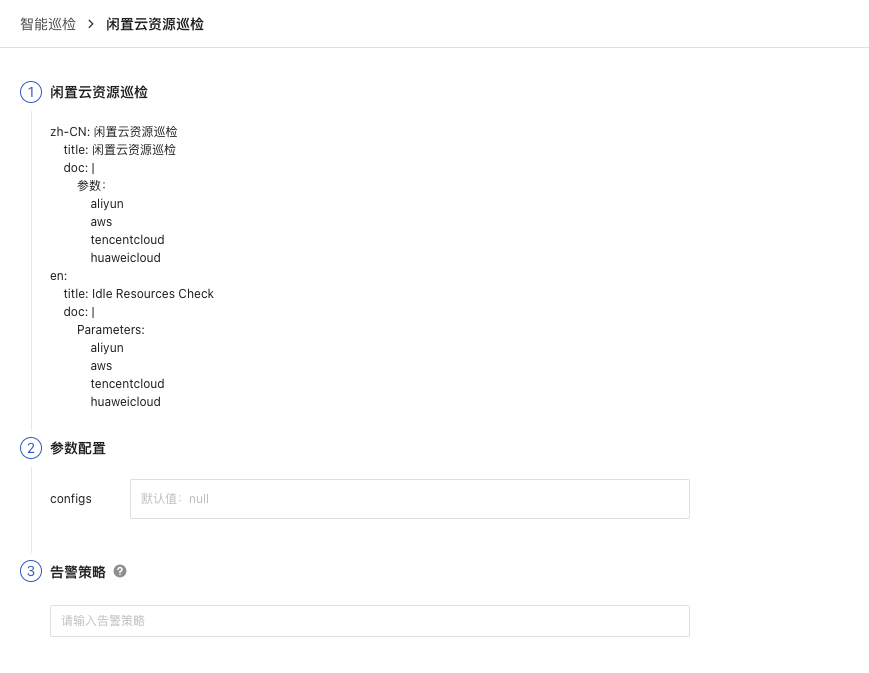 智能巡检 > 闲置云资源巡检
1 闲置云资源巡检
zh-CN: 闲置云资源巡检
title: 闲置云资源巡检
doc: |
参数:
aliyun
aws
tencentcloud
huaweicloud
en:
title: Idle Resources Check
doc: |
Parameters:
aliyun
aws
tencentcloud
huaweicloud
2 参数配置
configs 默认值: null
3 告警策略 ?
请输入告警策略